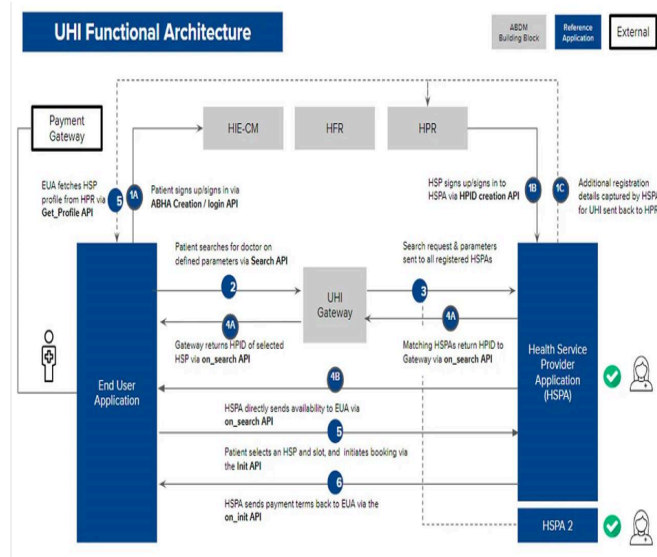 UHI Functional Architecture
ABDM
Building Block
Reference
Application
External
Payment
Gateway
HIE-CM
HFR
HPR
EUA fetches HSP
profile from HPR via
Get_Profile API
5
1A
Patient signs up/signs in via
ABHA Creation / login API
HSP signs up/signs in to
HSPA via HPID creation API
1B
1C
Additional registration
details captured by HSPA
for UHI sent back to HPR
Patient searches for doctor on
defined parameters via Search API
2
Search request & parameters
sent to all registered HSPAs
3
UHI
Gateway
4A
4A
Gateway returns HPID of selected
HSP via on_search API
Matching HSPAs return HPID to
Gateway via on_search API
End User
Application
Health Service
Provider
Application
(HSPA)
4B
HSPA directly sends availability to EUA via
on_search API
5
Patient selects an HSP and slot, and initiates booking via
the Init API
6
HSPA sends payment terms back to EUA via the
on_init API
HSPA 2